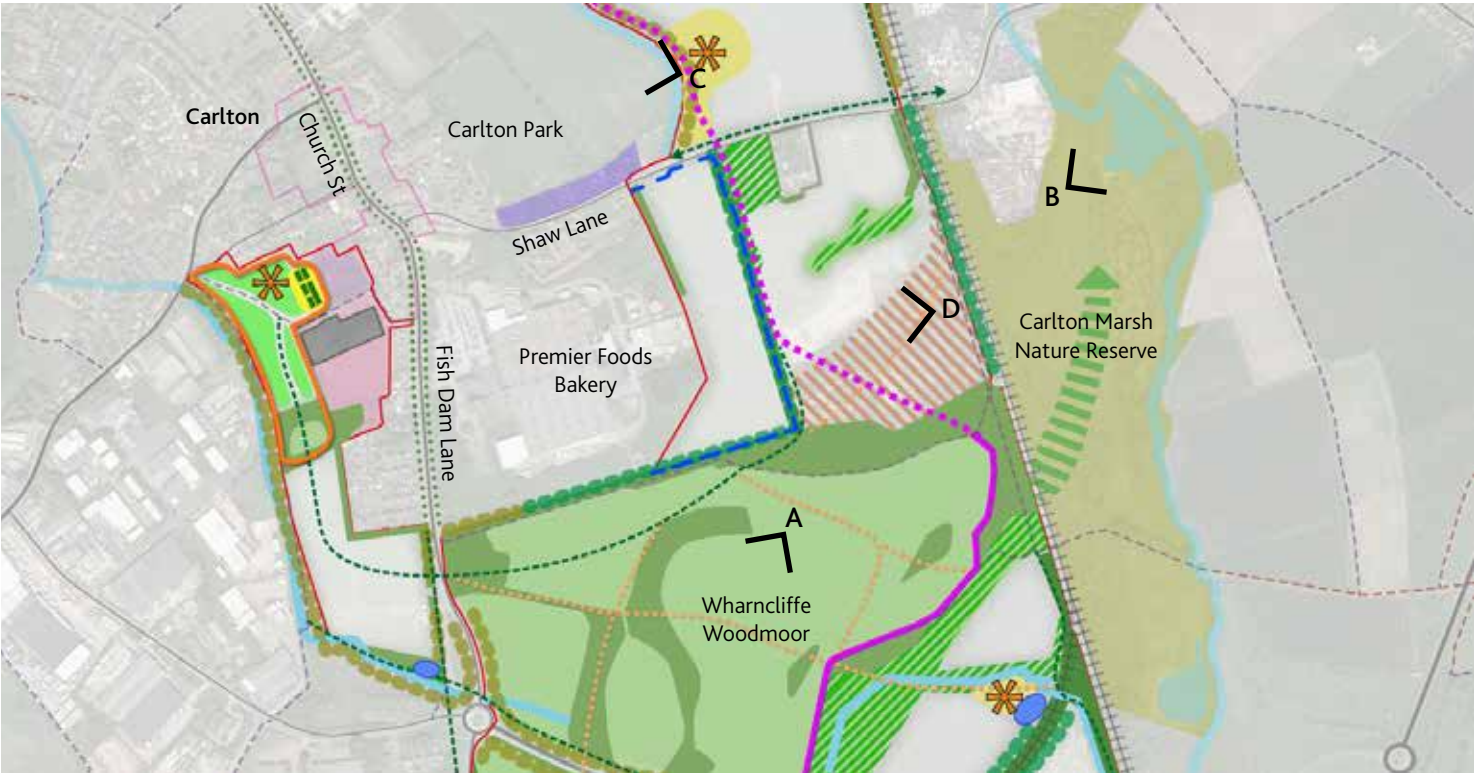 Carlton
Church St
Carlton Park
C
Shaw Lane
B
D
Carlton Marsh
Nature Reserve
Premier Foods
Bakery
Fish Dam Lane
A
Wharncliffe
Woodmoor